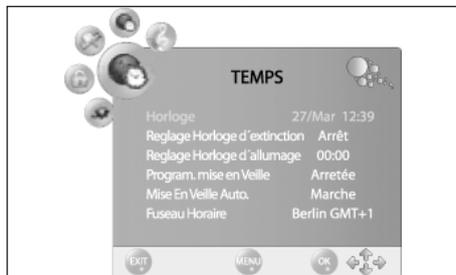 TEMPS
Horloge 27/Mar 12:39
Reglage Horloge d´extinction Arrêt
Reglage Horloge d´allumage 00:00
Program. mise en Veille Arretée
Mise En Veille Auto. Marche
Fuseau Horaire Berlin GMT+1
EXIT MENU OK